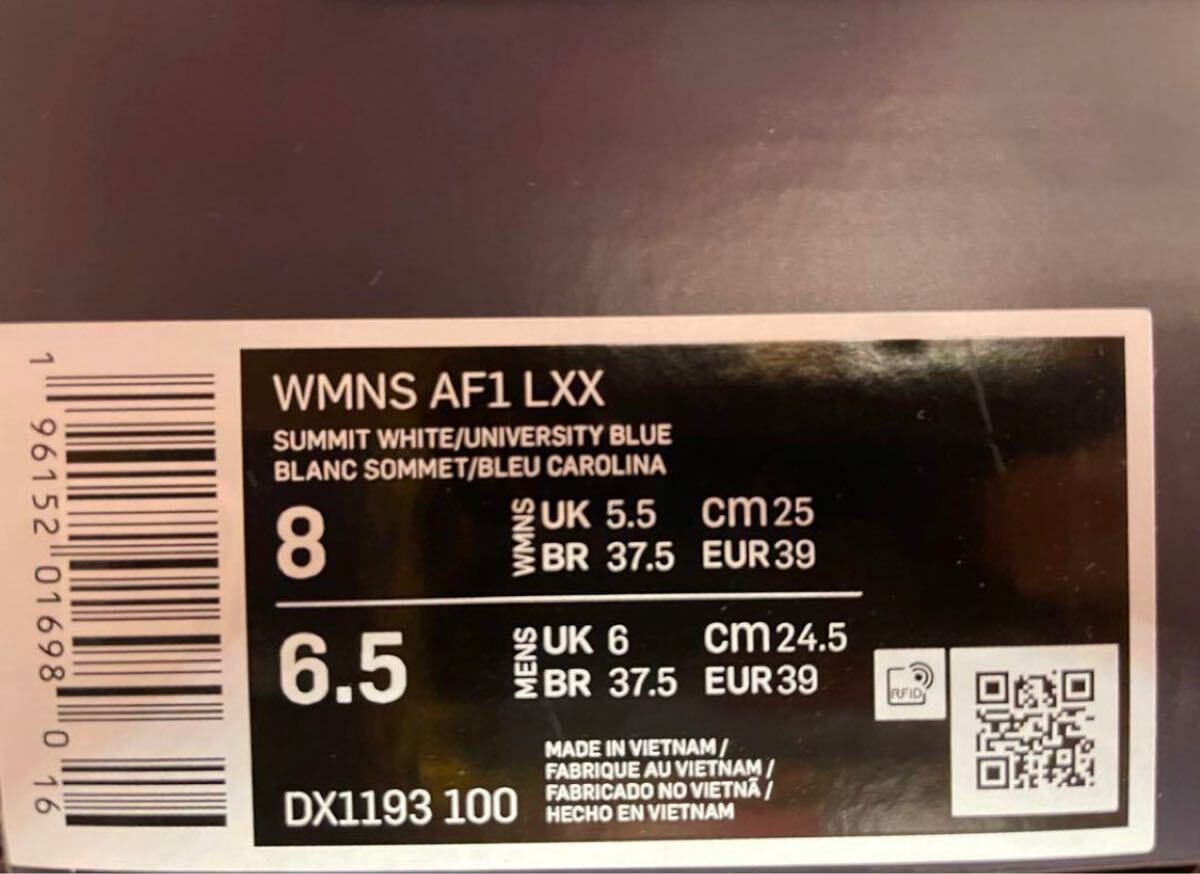 WMNS AF1 LXX
SUMMIT WHITE/UNIVERSITY BLUE
BLANC SOMMET/BLEU CAROLINA
8 WMNS UK 5.5 cm 25
BR 37.5 EUR 39
6.5 MENS UK 6 cm 24.5
BR 37.5 EUR 39
RFID
DX1193 100
MADE IN VIETNAM /
FABRIQUE AU VIETNAM /
FABRICADO NO VIETNÃ /
HECHO EN VIETNAM
1 96152 01698 0 16